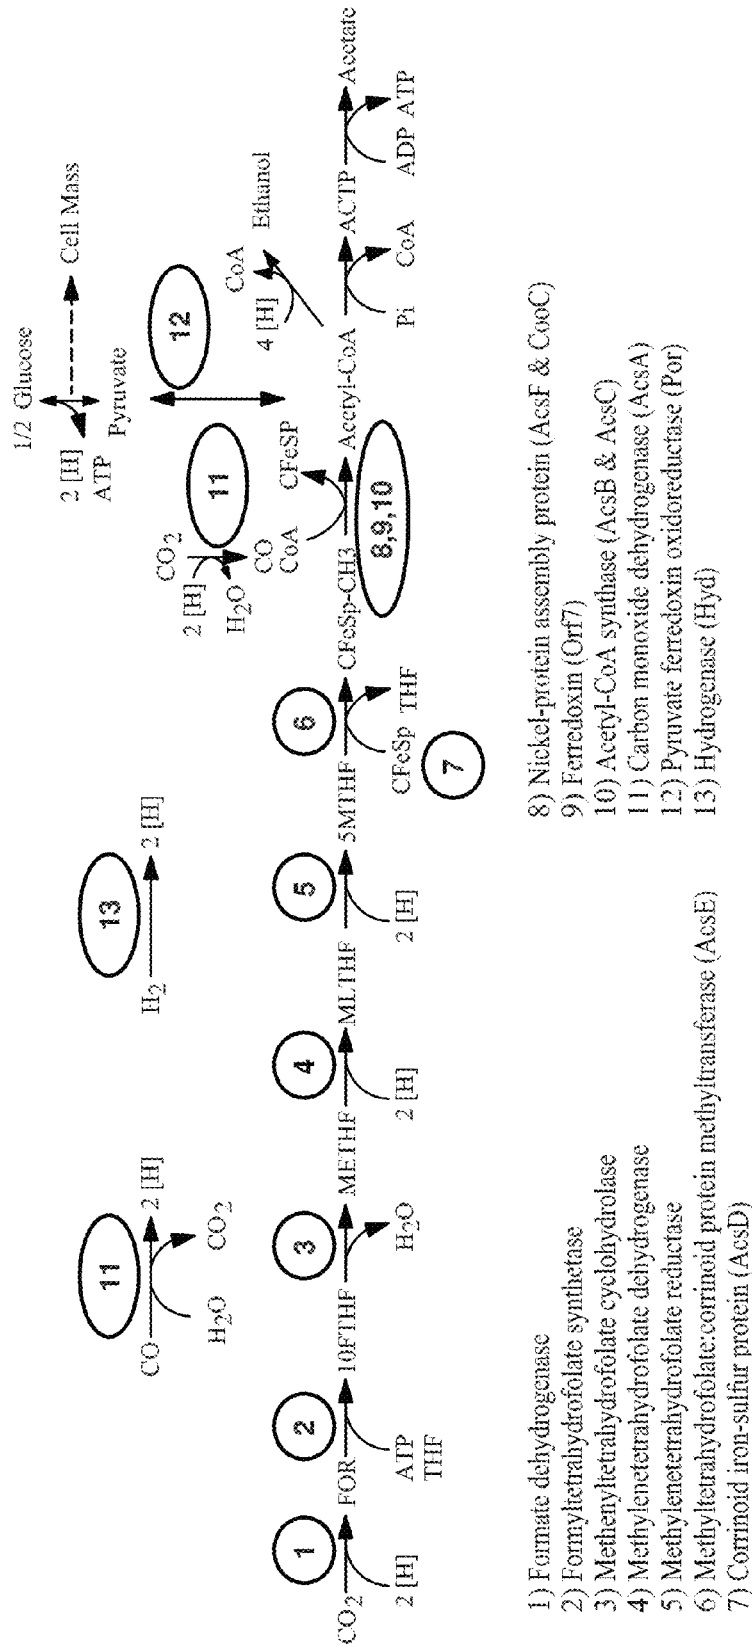 1/2 Glucose
2 [H]
ATP
Cell Mass
Pyruvate
CO
H2O
11
2 [H]
CO2
H2
13
2 [H]
CO2
2 [H]
H2O
CO
11
12
CoA
4 [H]
Ethanol
CO2
1
2 [H]
FOR
2
ATP
THF
10FTHF
3
H2O
METHF
4
2 [H]
MLTHF
5
2 [H]
5MTHF
6
CFeSp
THF
7
CFeSp-CH3
CoA
CFeSP
8,9,10
Acetyl-CoA
Pi
CoA
ACTP
ADP
ATP
Acetate
1) Formate dehydrogenase
2) Formyltetrahydrofolate synthetase
3) Methenyltetrahydrofolate cyclohydrolase
4) Methylenetetrahydrofolate dehydrogenase
5) Methylenetetrahydrofolate reductase
6) Methyltetrahydrofolate:corrinoid protein methyltransferase (AcsE)
7) Corrinoid iron-sulfur protein (AcsD)
8) Nickel-protein assembly protein (AcsF & CooC)
9) Ferredoxin (Orf7)
10) Acetyl-CoA synthase (AcsB & AcsC)
11) Carbon monoxide dehydrogenase (AcsA)
12) Pyruvate ferredoxin oxidoreductase (Por)
13) Hydrogenase (Hyd)